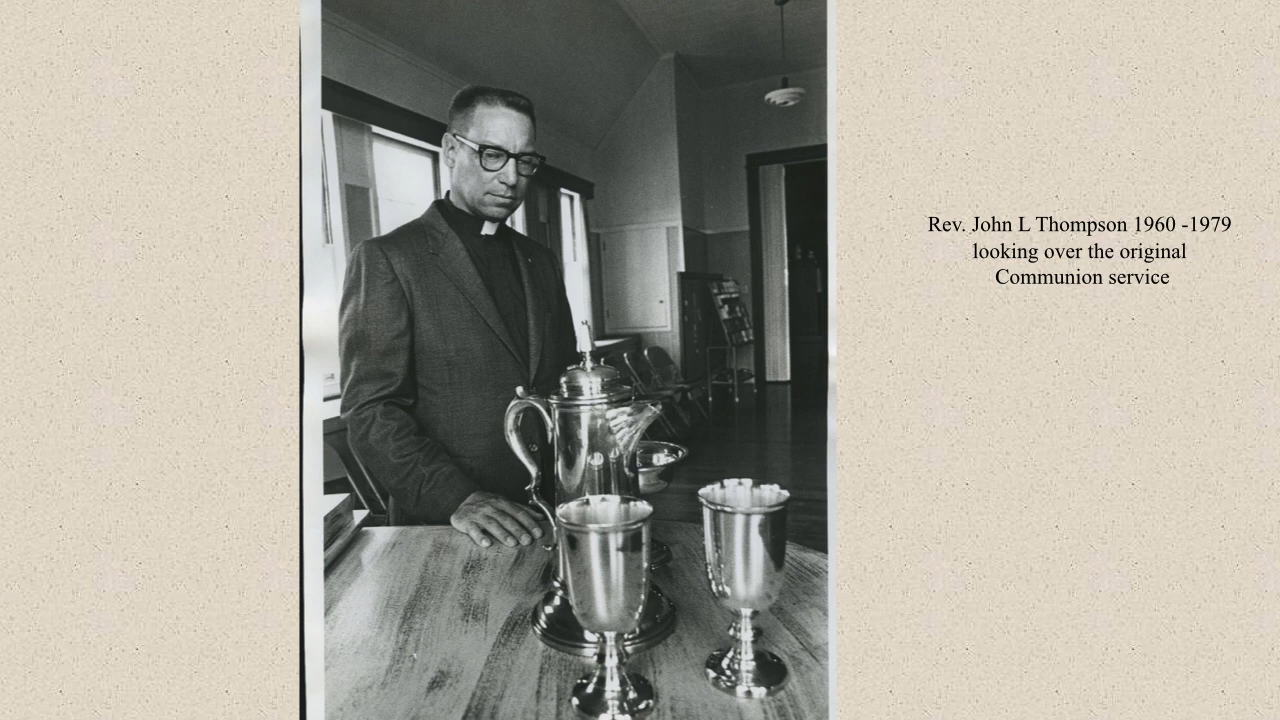 Rev. John L Thompson 1960 -1979
looking over the original
Communion service